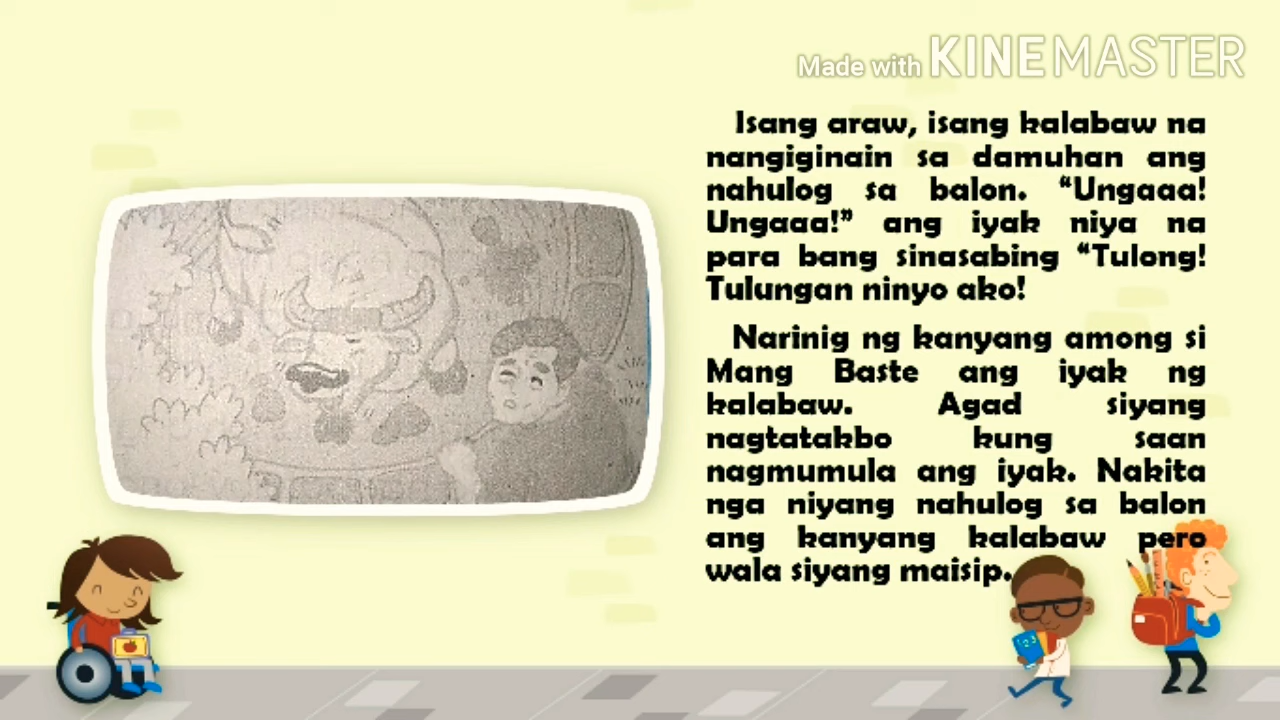 Made with KINEMASTER
Isang araw, isang kalabaw na
nangiginain sa damuhan ang
nahulog sa balon. “Ungaaa!
Ungaaa!” ang iyak niya na
para bang sinasabing “Tulong!
Tulungan ninyo ako!
Narinig ng kanyang among si
Mang Baste ang iyak ng
kalabaw. Agad siyang
nagtatakbo kung saan
nagmumula ang iyak. Nakita
nga niyang nahulog sa balon
ang kanyang kalabaw pero
wala siyang maisip.